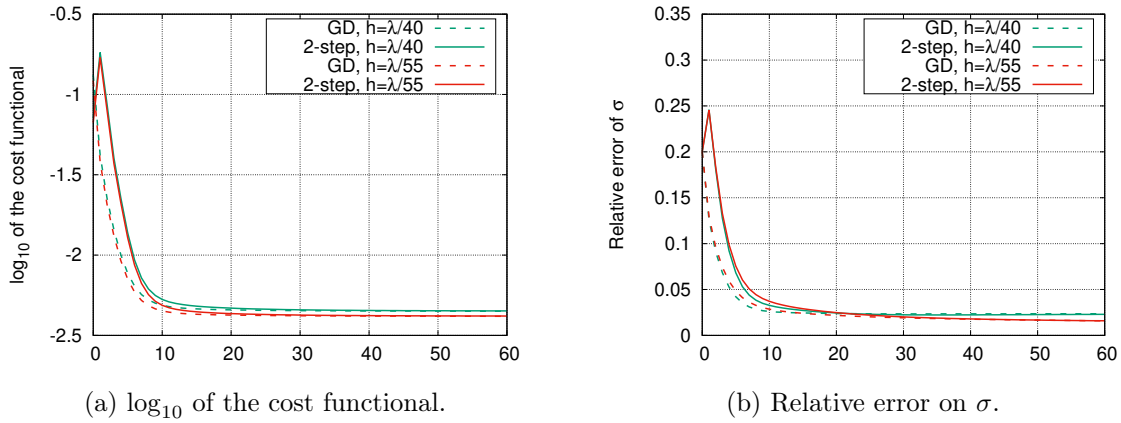 log₁₀ of the cost functional
-0.5
-1
-1.5
-2
-2.5
0 10 20 30 40 50 60
GD, h=λ/40
2-step, h=λ/40
GD, h=λ/55
2-step, h=λ/55
(a) log₁₀ of the cost functional.
Relative error of σ
0.35
0.3
0.25
0.2
0.15
0.1
0.05
0
0 10 20 30 40 50 60
GD, h=λ/40
2-step, h=λ/40
GD, h=λ/55
2-step, h=λ/55
(b) Relative error on σ.